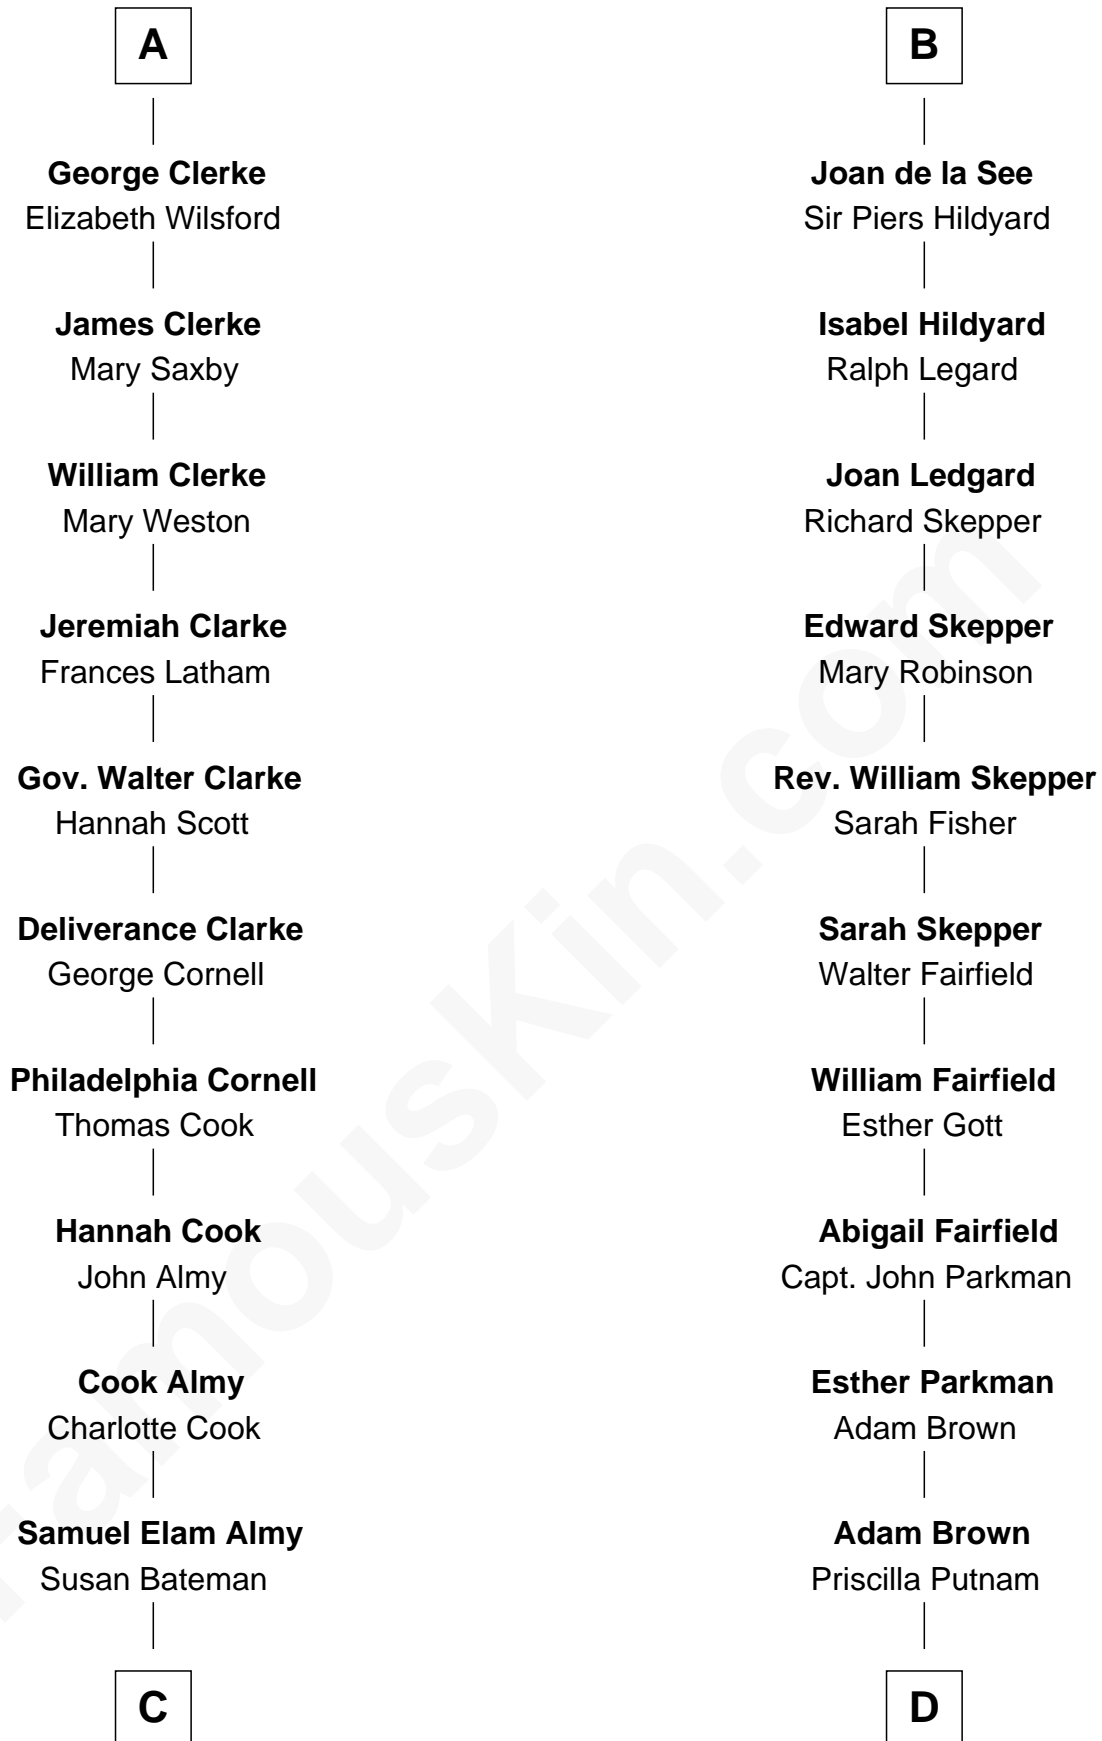 A
George Clerke
Elizabeth Wilsford
James Clerke
Mary Saxby
William Clerke
Mary Weston
Jeremiah Clarke
Frances Latham
Gov. Walter Clarke
Hannah Scott
Deliverance Clarke
George Cornell
Philadelphia Cornell
Thomas Cook
Hannah Cook
John Almy
Cook Almy
Charlotte Cook
Samuel Elam Almy
Susan Bateman
C
B
Joan de la See
Sir Piers Hildyard
Isabel Hildyard
Ralph Legard
Joan Ledgard
Richard Skepper
Edward Skepper
Mary Robinson
Rev. William Skepper
Sarah Fisher
Sarah Skepper
Walter Fairfield
William Fairfield
Esther Gott
Abigail Fairfield
Capt. John Parkman
Esther Parkman
Adam Brown
Adam Brown
Priscilla Putnam
D
FamousKin.com